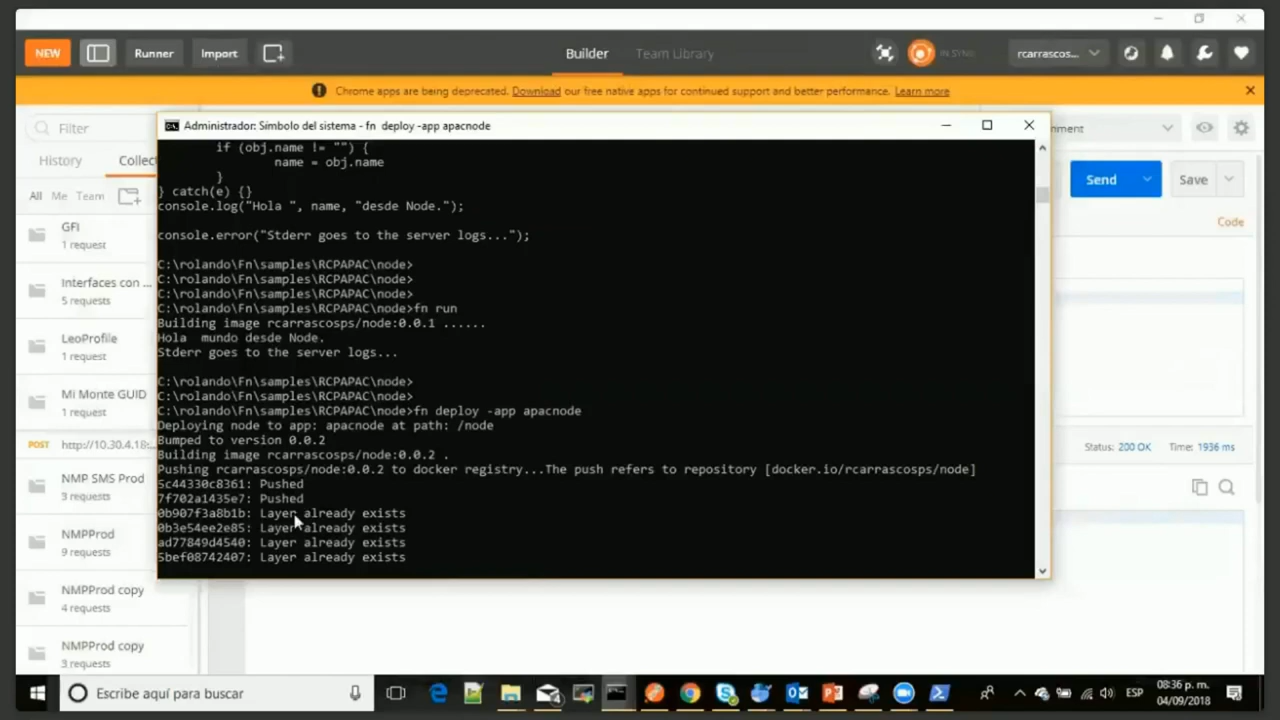 NEW
Runner
Import
Builder
Team Library
IN SYNC
rcarrascos...
Chrome apps are being deprecated. Download our free native apps for continued support and better performance. Learn more
Filter
History
Collec
All Me Team
GFI
1 request
Interfaces con ...
5 requests
LeoProfile
1 request
Mi Monte GUID
1 request
POST http://10.30.4.18:...
NMP SMS Prod
3 requests
NMPProd
9 requests
NMPProd copy
4 requests
NMPProd copy
3 requests
Administrador: Símbolo del sistema - fn deploy -app apacnode
if (obj.name != "") {
name = obj.name
}
} catch(e) {}
console.log("Hola ", name, "desde Node.");
console.error("Stderr goes to the server logs...");
C:\rolando\Fn\samples\RCPAPAC\node>
C:\rolando\Fn\samples\RCPAPAC\node>
C:\rolando\Fn\samples\RCPAPAC\node>
C:\rolando\Fn\samples\RCPAPAC\node>fn run
Building image rcarrascosps/node:0.0.1 ......
Hola  mundo desde Node.
Stderr goes to the server logs...
C:\rolando\Fn\samples\RCPAPAC\node>
C:\rolando\Fn\samples\RCPAPAC\node>
C:\rolando\Fn\samples\RCPAPAC\node>fn deploy -app apacnode
Deploying node to app: apacnode at path: /node
Bumped to version 0.0.2
Building image rcarrascosps/node:0.0.2 .
Pushing rcarrascosps/node:0.0.2 to docker registry...The push refers to repository [docker.io/rcarrascosps/node]
5c44330c8361: Pushed
7f702a1435e7: Pushed
0b907f3a8b1b: Layer already exists
0b3e54ee2e85: Layer already exists
ad77849d4540: Layer already exists
5bef08742407: Layer already exists
nment
Send
Save
Code
Status: 200 OK Time: 1936 ms
Escribe aquí para buscar
ESP
08:36 p. m.
04/09/2018